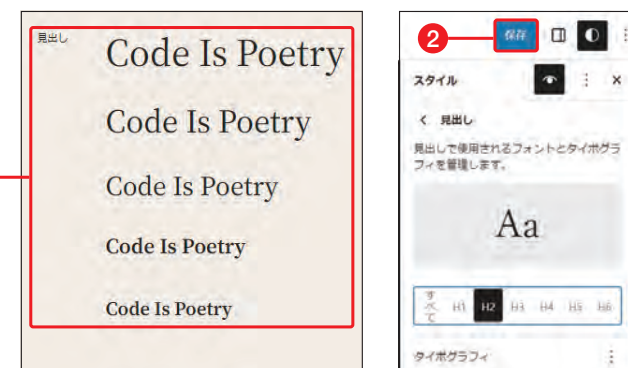 見出し
Code Is Poetry
Code Is Poetry
Code Is Poetry
Code Is Poetry
Code Is Poetry
2
保存
スタイル
見出し
見出しで使用されるフォントとタイポグラ
フィを管理します。
Aa
すべて H1 H2 H3 H4 H5 H6
タイポグラフィ